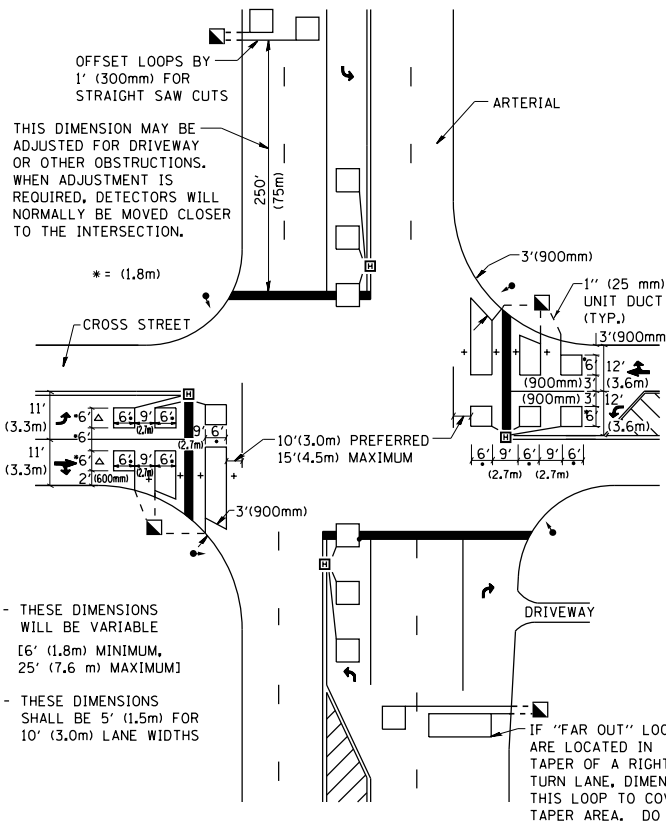 OFFSET LOOPS BY
1' (300mm) FOR
STRAIGHT SAW CUTS
THIS DIMENSION MAY BE
ADJUSTED FOR DRIVEWAY
OR OTHER OBSTRUCTIONS.
WHEN ADJUSTMENT IS
REQUIRED, DETECTORS WILL
NORMALLY BE MOVED CLOSER
TO THE INTERSECTION.
250'
(75m)
ARTERIAL
* = (1.8m)
H
3'(900mm)
1'' (25 mm)
UNIT DUCT
(TYP.)
CROSS STREET
3'(900mm
6'
12'
(3.6m)
(900mm) 3'
(900mm) 3'
12'
6'
(3.6m)
H
11'
(3.3m)
*6'
6' 9' 6'
(2.7m)
*6'
H
9' 6'
(2.7m)
11'
(3.3m)
*6'
6' 9' 6'
(2.7m)
2' (600mm)
10'(3.0m) PREFERRED
15'(4.5m) MAXIMUM
H
6' 9' 6' 9' 6'
(2.7m) (2.7m)
3'(900mm)
H
- THESE DIMENSIONS
WILL BE VARIABLE
[6' (1.8m) MINIMUM,
25' (7.6 m) MAXIMUM]
- THESE DIMENSIONS
SHALL BE 5' (1.5m) FOR
10' (3.0m) LANE WIDTHS
DRIVEWAY
IF "FAR OUT" LOO
ARE LOCATED IN
TAPER OF A RIGHT
TURN LANE, DIMEN
THIS LOOP TO COV
TAPER AREA. DO